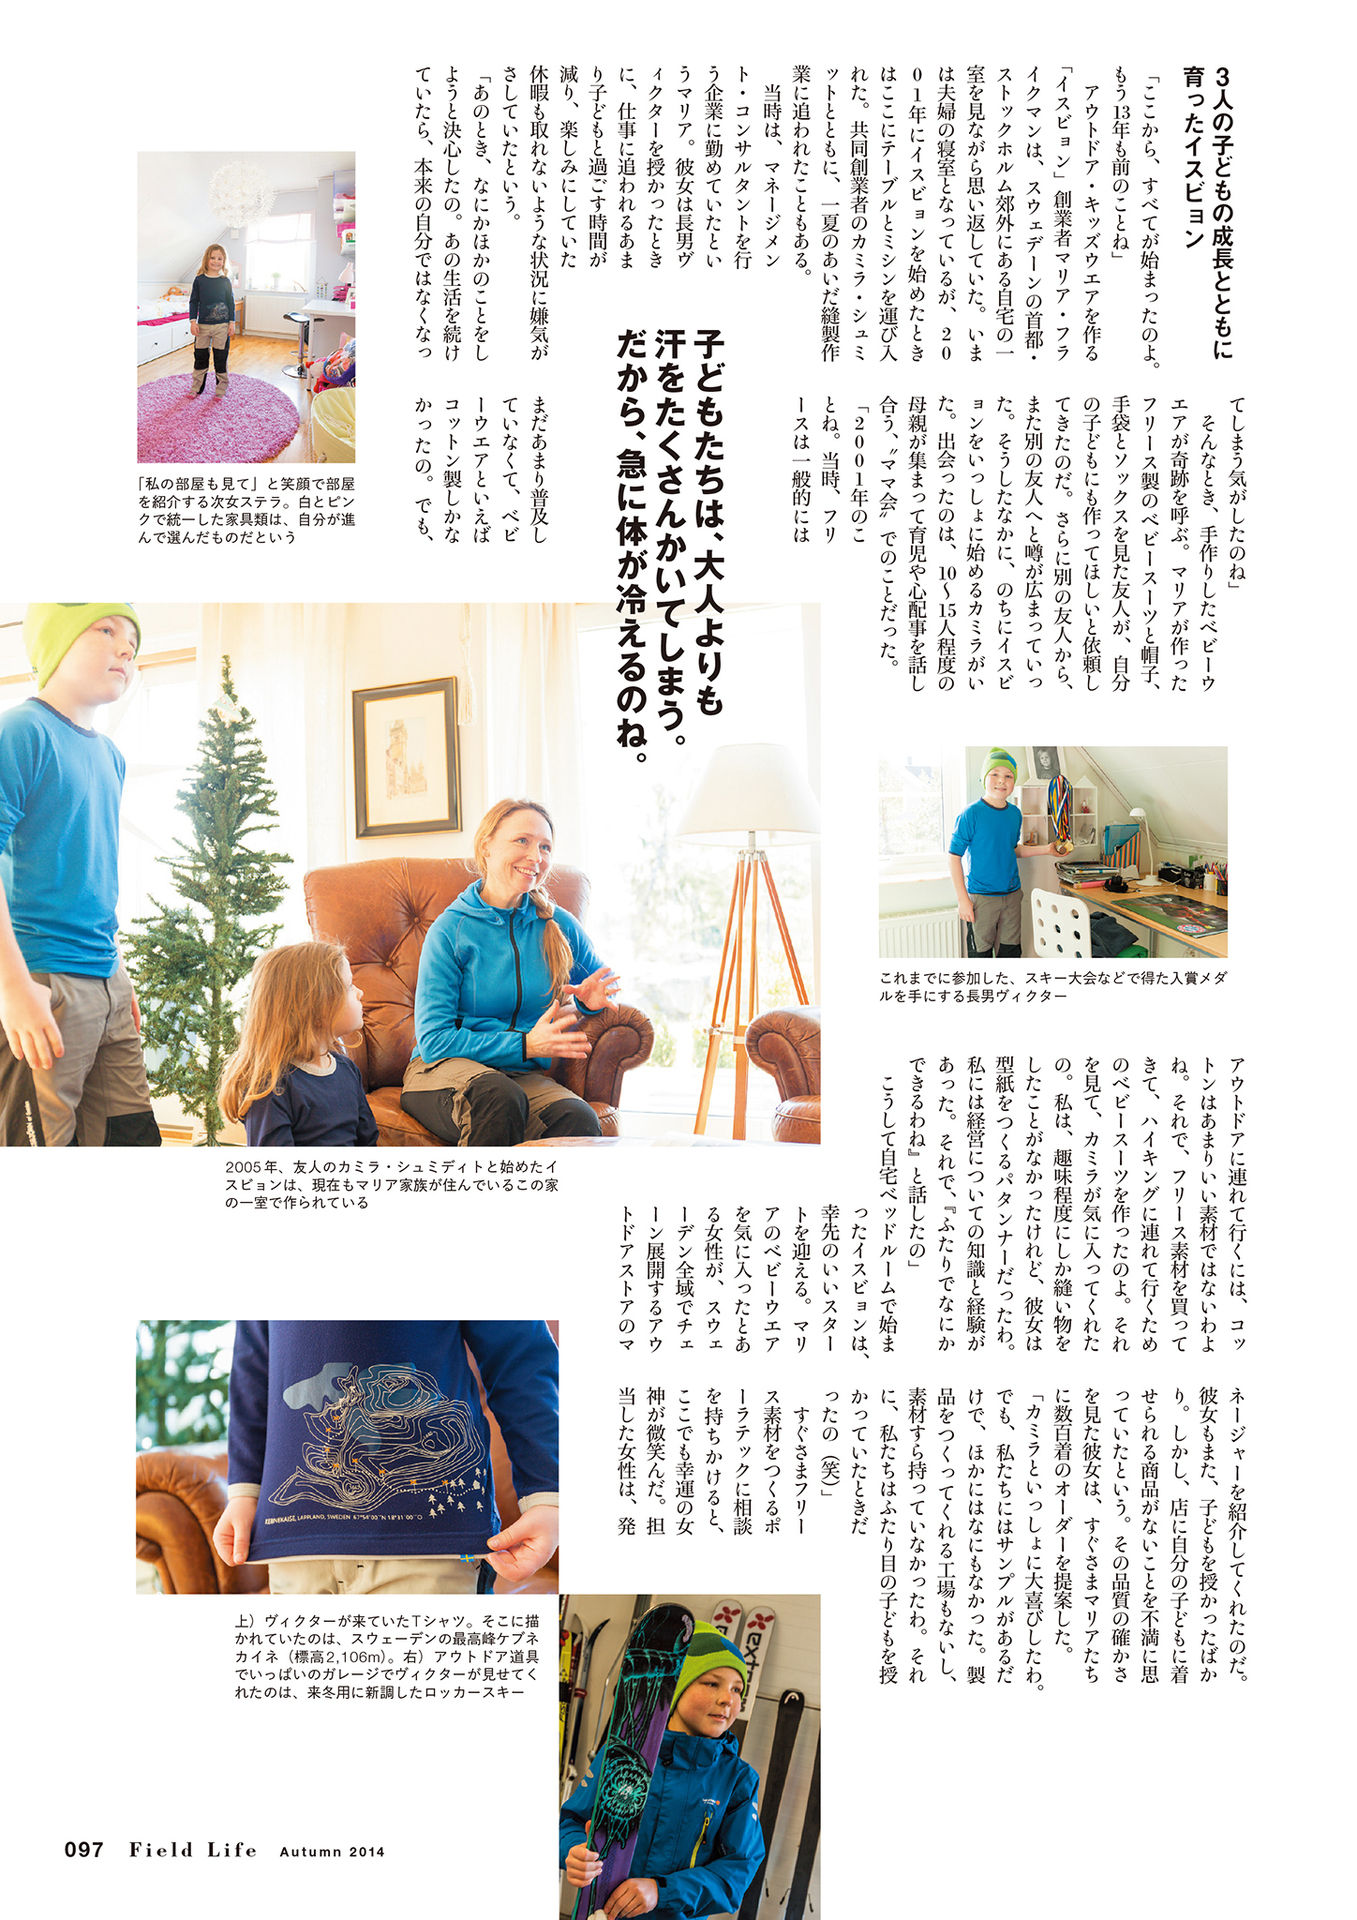 3人の子どもの成長とともに
育ったイスビョン
「ここから、すべてが始まったのよ。
もう13年も前のことね」
アウトドア・キッズウエアを作る
「イスビョン」創業者マリア・フラ
イクマンは、スウェデーンの首都・
ストックホルム郊外にある自宅の一
室を見ながら思い返していた。いま
は夫婦の寝室となっているが、20
01年にイスビョンを始めたとき
はここにテーブルとミシンを運び入
れた。共同創業者のカミラ・シュミ
ットとともに、一夏のあいだ縫製作
業に追われたこともある。
当時は、マネージメン
ト・コンサルタントを行
う企業に勤めていたとい
うマリア。彼女は長男ヴ
ィクターを授かったとき
に、仕事に追われるあま
り子どもと過ごす時間が
減り、楽しみにしていた
休暇も取れないような状況に嫌気が
さしていたという。
「あのとき、なにかほかのことをし
ようと決心したの。あの生活を続け
ていたら、本来の自分ではなくなっ
てしまう気がしたのね」
そんなとき、手作りしたベビーウ
エアが奇跡を呼ぶ。マリアが作った
フリース製のベビースーツと帽子、
手袋とソックスを見た友人が、自分
の子どもにも作ってほしいと依頼し
てきたのだ。さらに別の友人から、
また別の友人へと噂が広まっていっ
た。そうしたなかに、のちにイスビ
ョンをいっしょに始めるカミラがい
た。出会ったのは、10〜15人程度の
母親が集まって育児や心配事を話し
合う、〝ママ会〟でのことだった。
「2001年のこ
とね。当時、フリ
ースは一般的には
まだあまり普及し
ていなくて、ベビ
ーウエアといえば
コットン製しかな
かったの。でも、
子どもたちは、大人よりも
汗をたくさんかいてしまう。
だから、急に体が冷えるのね。
「私の部屋も見て」と笑顔で部屋
を紹介する次女ステラ。白とピン
クで統一した家具類は、自分が進
んで選んだものだという
これまでに参加した、スキー大会などで得た入賞メダ
ルを手にする長男ヴィクター
2005年、友人のカミラ・シュミディトと始めたイ
スビョンは、現在もマリア家族が住んでいるこの家
の一室で作られている
アウトドアに連れて行くには、コッ
トンはあまりいい素材ではないわよ
ね。それで、フリース素材を買って
きて、ハイキングに連れて行くため
のベビースーツを作ったのよ。それ
を見て、カミラが気に入ってくれた
の。私は、趣味程度にしか縫い物を
したことがなかったけれど、彼女は
型紙をつくるパタンナーだったわ。
私には経営についての知識と経験が
あった。それで、『ふたりでなにか
できるわね』と話したの」
こうして自宅ベッドルームで始ま
ったイスビョンは、
幸先のいいスター
トを迎える。マリ
アのベビーウエア
を気に入ったとあ
る女性が、スウェ
ーデン全域でチェ
ーン展開するアウ
トドアストアのマ
ネージャーを紹介してくれたのだ。
彼女もまた、子どもを授かったばか
り。しかし、店に自分の子どもに着
せられる商品がないことを不満に思
っていたという。その品質の確かさ
を見た彼女は、すぐさまマリアたち
に数百着のオーダーを提案した。
「カミラといっしょに大喜びしたわ。
でも、私たちにはサンプルがあるだ
けで、ほかにはなにもなかった。製
品をつくってくれる工場もないし、
素材すら持っていなかったわ。それ
に、私たちはふたり目の子どもを授
かっていたときだ
ったの（笑）」
すぐさまフリー
ス素材をつくるポ
ーラテックに相談
を持ちかけると、
ここでも幸運の女
神が微笑んだ。担
当した女性は、発
KEBNEKAISE, LAPPLAND, SWEDEN 67°54'00"N 18°31'00"O
上）ヴィクターが来ていたTシャツ。そこに描
かれていたのは、スウェーデンの最高峰ケブネ
カイネ（標高2,106m）。右）アウトドア道具
でいっぱいのガレージでヴィクターが見せてく
れたのは、来冬用に新調したロッカースキー
097 Field Life Autumn 2014